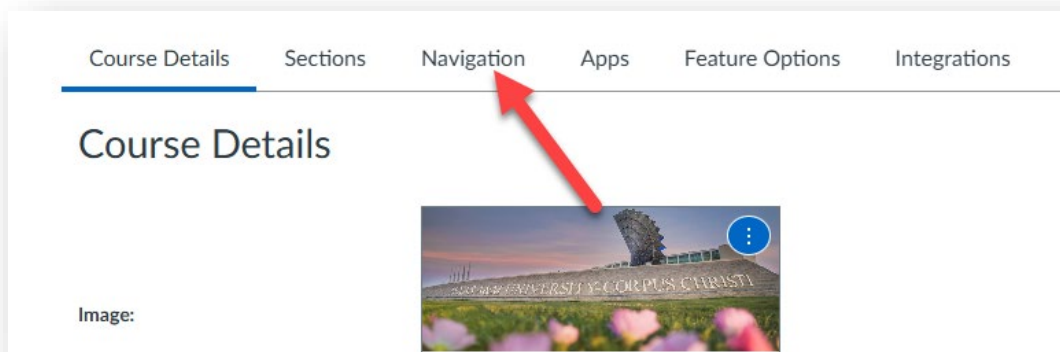 Course Details Sections Navigation Apps Feature Options Integrations
Course Details
UNIVERSITY-CORPUS CHRISTI
Image: